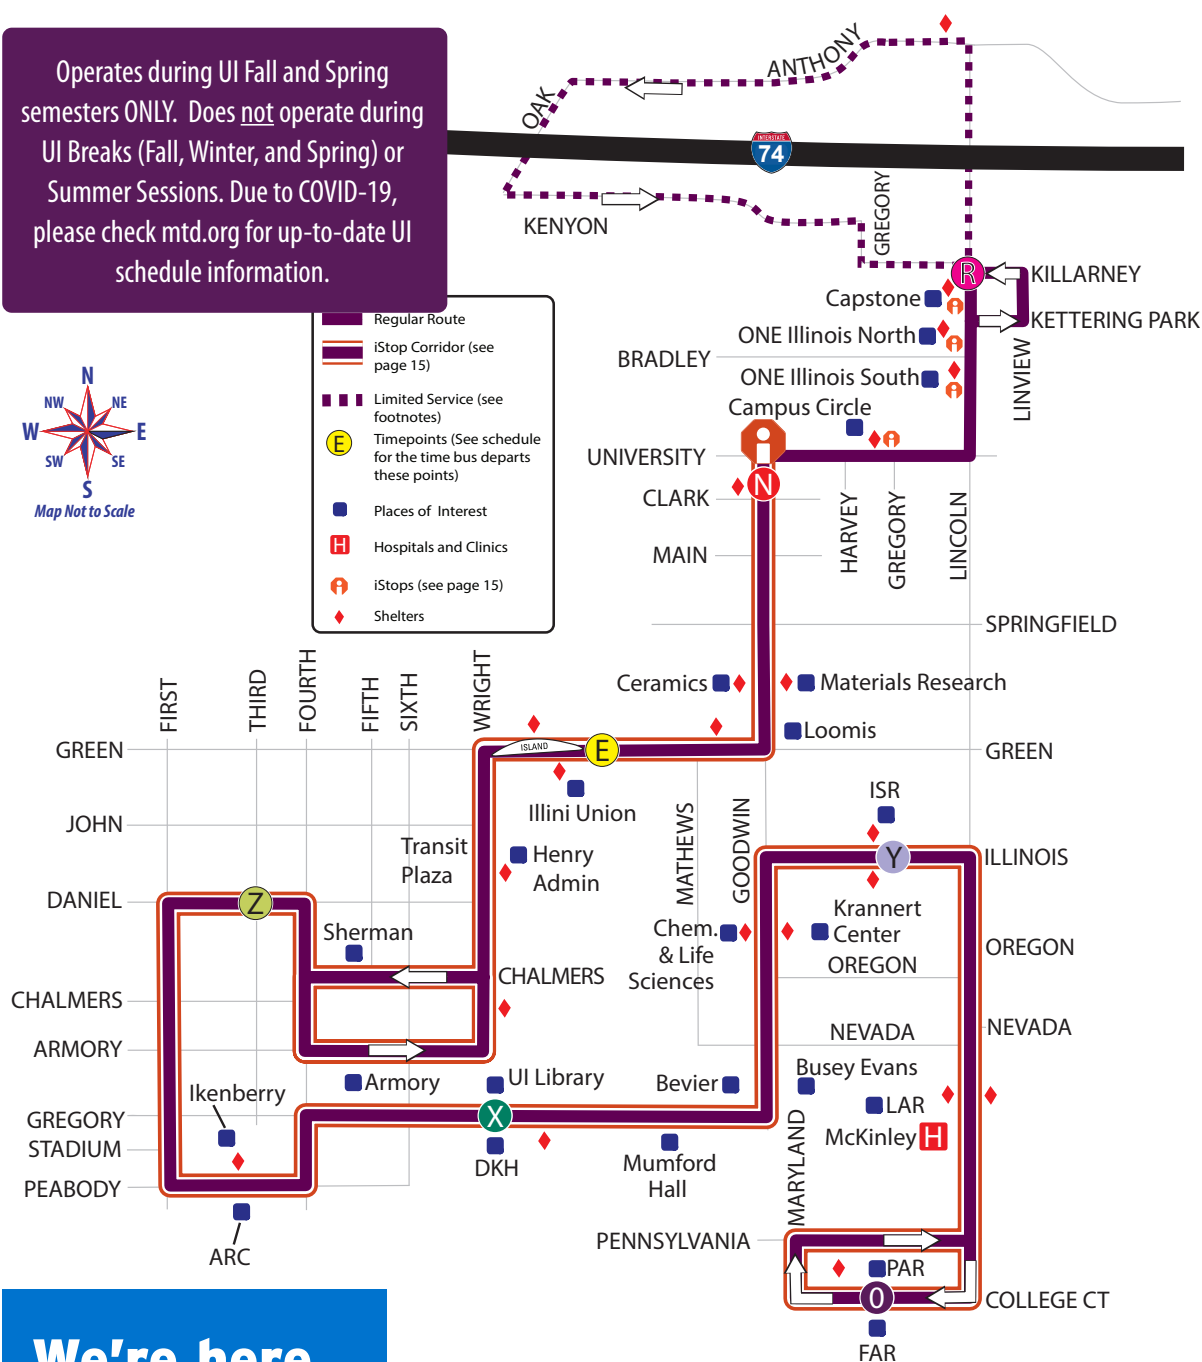 Operates during UI Fall and Spring
semesters ONLY. Does not operate during
UI Breaks (Fall, Winter, and Spring) or
Summer Sessions. Due to COVID-19,
please check mtd.org for up-to-date UI
schedule information.
ANTHONY
OAK
INTERSTATE
74
KENYON
GREGORY
R
KILLARNEY
Capstone
KETTERING PARK
ONE Illinois North
LINVIEW
BRADLEY
ONE Illinois South
Campus Circle
UNIVERSITY
N
CLARK
HARVEY
GREGORY
LINCOLN
MAIN
SPRINGFIELD
Regular Route
iStop Corridor (see
page 15)
Limited Service (see
footnotes)
E
Timepoints (See schedule
for the time bus departs
these points)
Places of Interest
H
Hospitals and Clinics
iStops (see page 15)
Shelters
N
NW
NE
W
E
SW
SE
S
Map Not to Scale
FIRST
THIRD
FOURTH
FIFTH
SIXTH
WRIGHT
Ceramics
Materials Research
Loomis
GREEN
ISLAND
E
GREEN
Illini Union
ISR
JOHN
Transit
Plaza
Henry
Admin
MATHEWS
GOODWIN
Y
ILLINOIS
DANIEL
Z
Sherman
Chem.
& Life
Sciences
Krannert
Center
OREGON
OREGON
CHALMERS
CHALMERS
NEVADA
NEVADA
ARMORY
Armory
UI Library
Bevier
Busey Evans
LAR
McKinley
H
Ikenberry
GREGORY
X
STADIUM
DKH
Mumford
Hall
MARYLAND
PEABODY
ARC
PENNSYLVANIA
PAR
O
COLLEGE CT
FAR
We're here